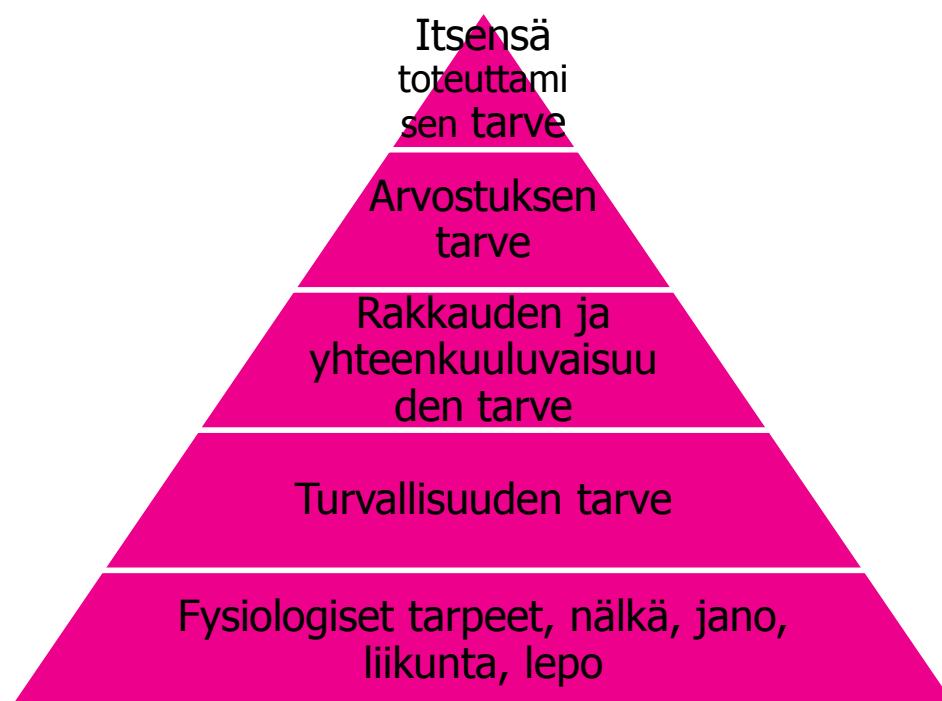 Itsensä
toteuttami
sen tarve
Arvostuksen
tarve
Rakkauden ja
yhteenkuuluvaisuu
den tarve
Turvallisuuden tarve
Fysiologiset tarpeet, nälkä, jano,
liikunta, lepo